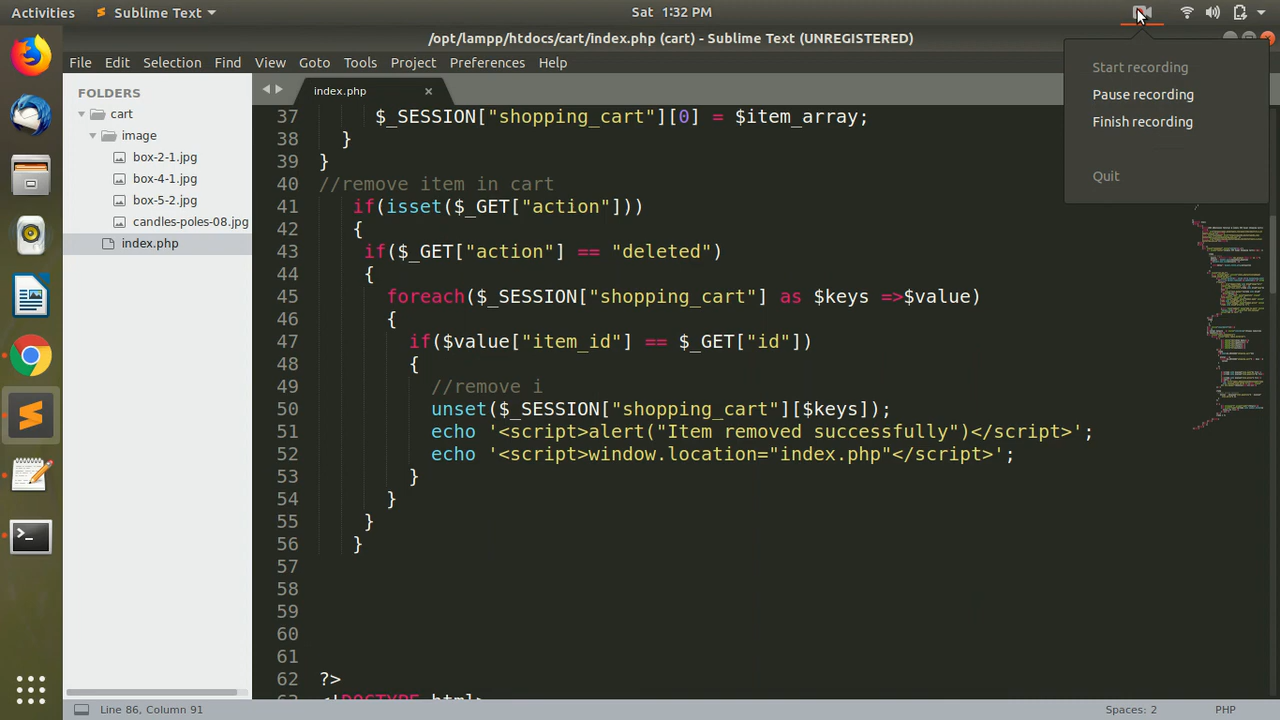 Activities
Sublime Text
Sat 1:32 PM
/opt/lampp/htdocs/cart/index.php (cart) - Sublime Text (UNREGISTERED)
File Edit Selection Find View Goto Tools Project Preferences Help
Start recording
Pause recording
Finish recording
Quit
FOLDERS
cart
image
box-2-1.jpg
box-4-1.jpg
box-5-2.jpg
candles-poles-08.jpg
index.php
index.php
37 $_SESSION["shopping_cart"][0] = $item_array;
38 }
39 }
40 //remove item in cart
41 if(isset($_GET["action"]))
42 {
43 if($_GET["action"] == "deleted")
44 {
45 foreach($_SESSION["shopping_cart"] as $keys =>$value)
46 {
47 if($value["item_id"] == $_GET["id"])
48 {
49 //remove i
50 unset($_SESSION["shopping_cart"][$keys]);
51 echo '<script>alert("Item removed successfully")</script>';
52 echo '<script>window.location="index.php"</script>';
53 }
54 }
55 }
56 }
57
58
59
60
61
62 ?>
63 <!DOCTYPE html>
Line 86, Column 91
Spaces: 2
PHP